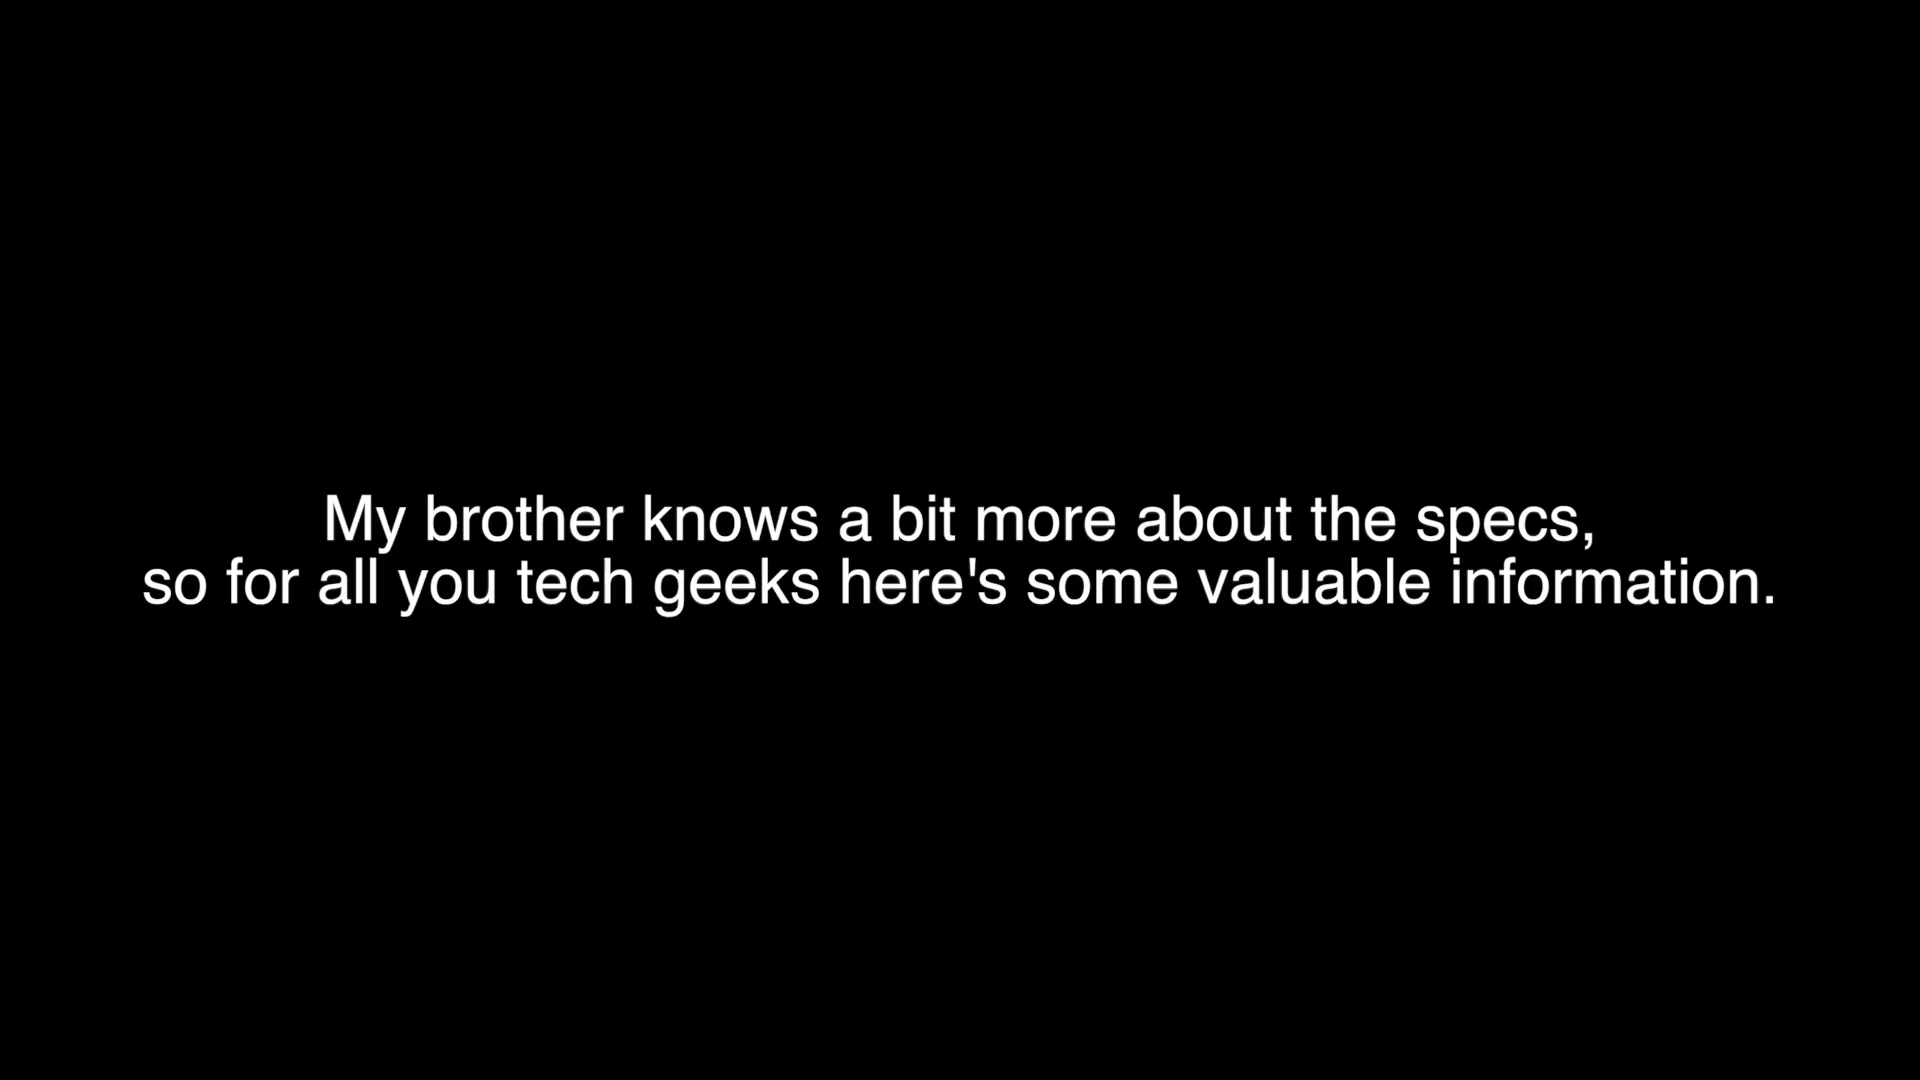 My brother knows a bit more about the specs,
so for all you tech geeks here's some valuable information.